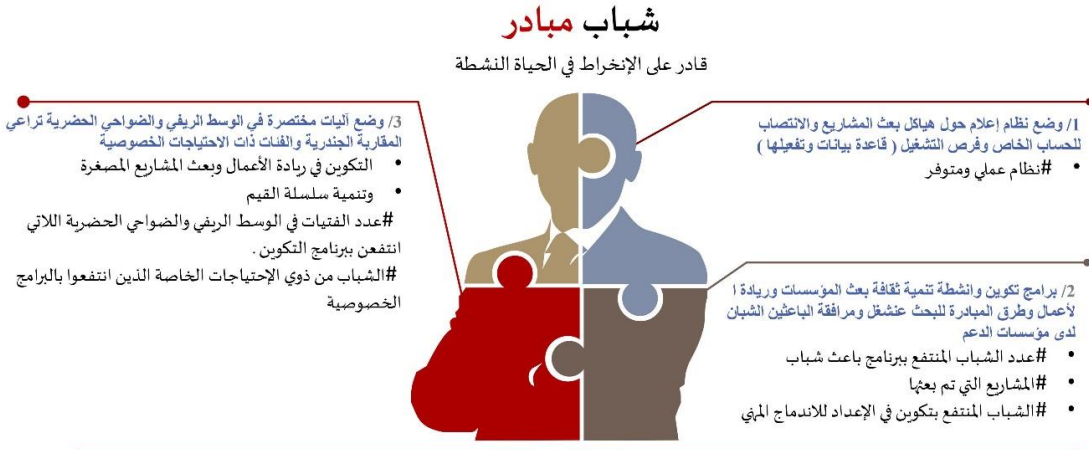 شباب مبادر
قادر على الإنخراط في الحياة النشطة
1/ وضع نظام إعلام حول هياكل بعث المشاريع والانتصاب
للحساب الخاص وفرص التشغيل ( قاعدة بيانات وتفعيلها )
• #نظام عملي ومتوفر
2/ برامج تكوين وانشطة تنمية ثقافة بعث المؤسسات وريادة ا
لأعمال وطرق المبادرة للبحث عنشغل ومرافقة الباعثين الشبان
لدى مؤسسات الدعم
• #عدد الشباب المنتفع ببرنامج باعث شباب
• #المشاريع التي تم بعثها
• #الشباب المنتفع بتكوين في الإعداد للاندماج المهني
3/ وضع آليات مختصرة في الوسط الريفي والضواحي الحضرية تراعي
المقاربة الجندرية والفئات ذات الاحتياجات الخصوصية
• التكوين في ريادة الأعمال وبعث المشاريع المصغرة
• وتنمية سلسلة القيم
#عدد الفتيات في الوسط الريفي والضواحي الحضرية اللاتي
انتفعن ببرنامج التكوين .
#الشباب من ذوي الإحتياجات الخاصة الذين انتفعوا بالبرامج
الخصوصية